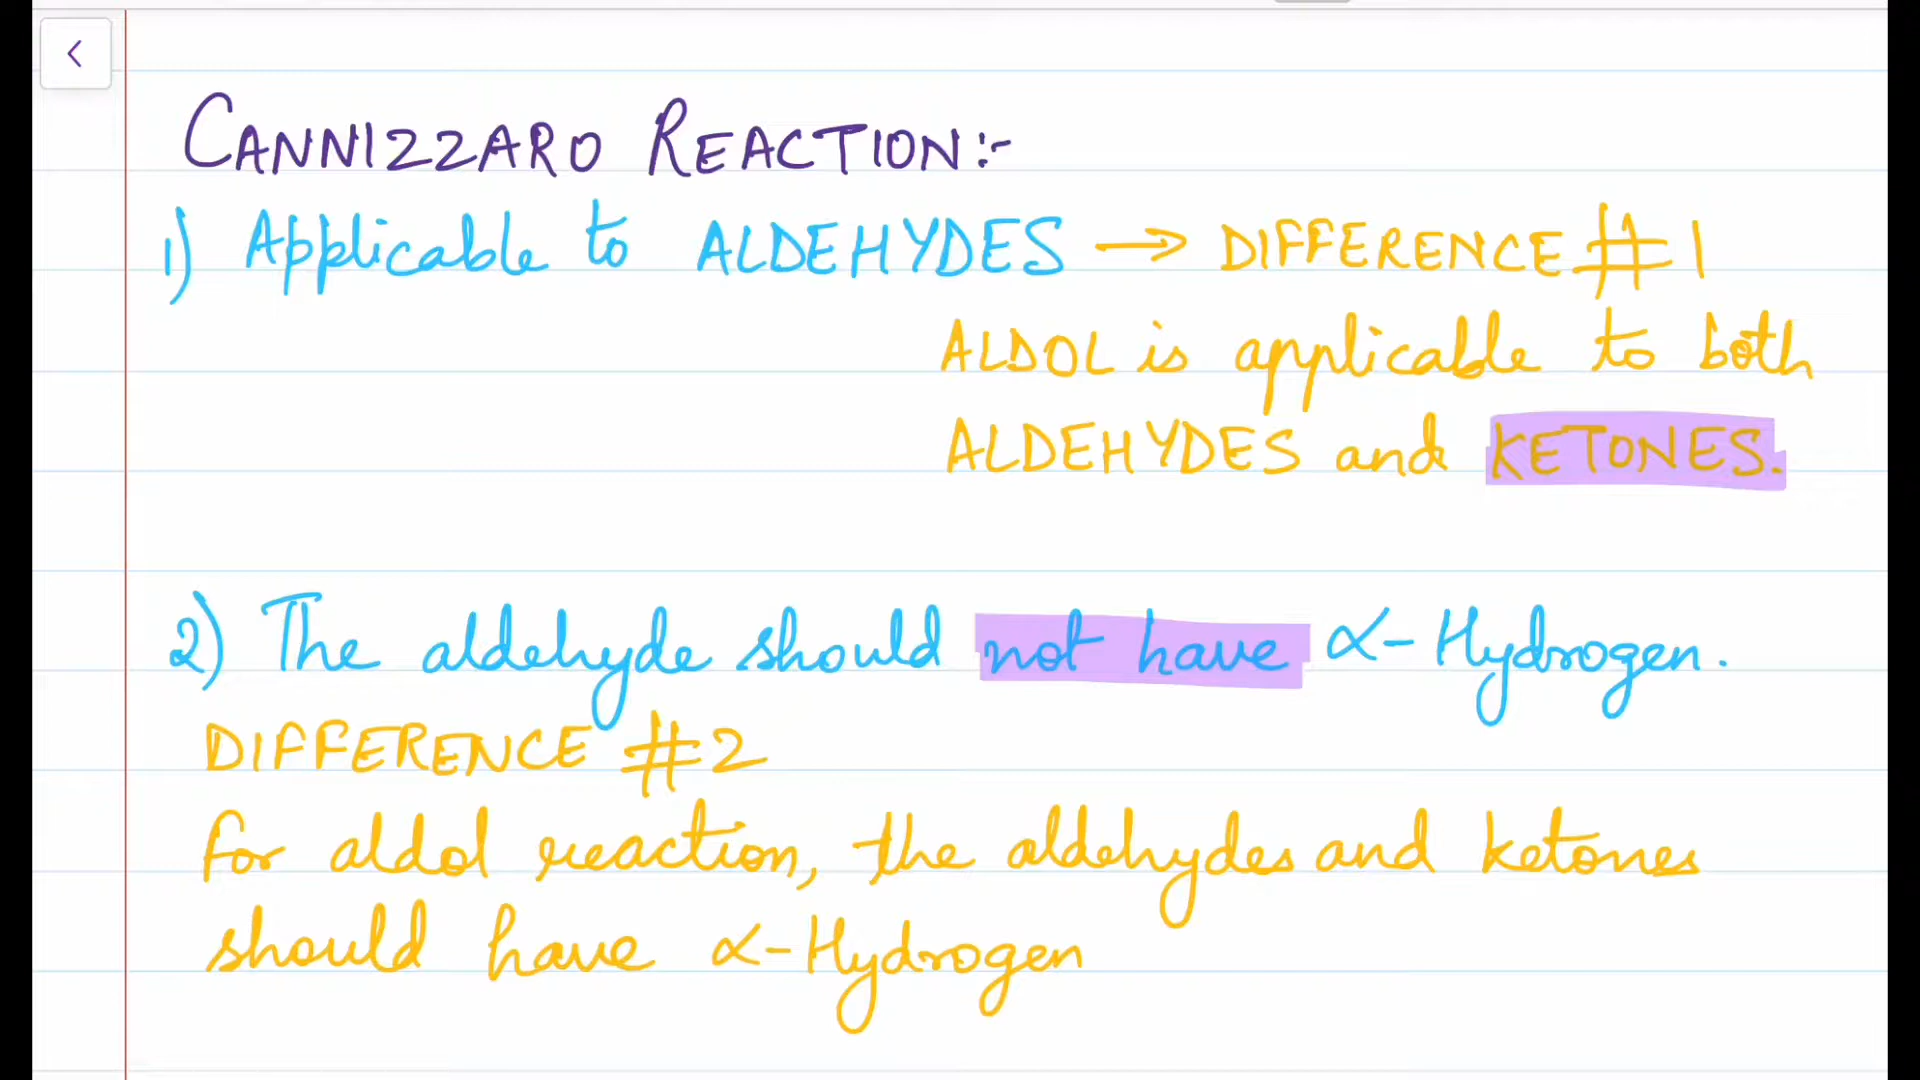 CANNIZZARO REACTION:-
1) Applicable to ALDEHYDES → DIFFERENCE #1
ALDOL is applicable to both
ALDEHYDES and KETONES.
2) The aldehyde should not have α-Hydrogen.
DIFFERENCE #2
For aldol reaction, the aldehydes and ketones
should have α-Hydrogen